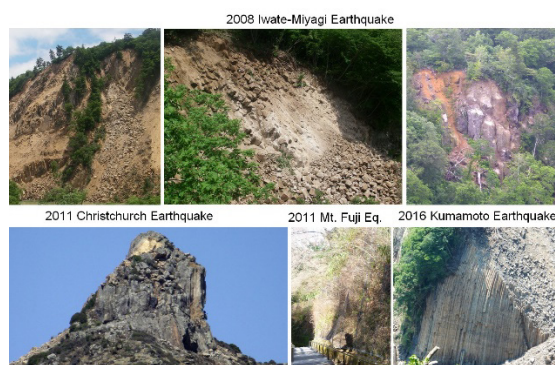 2008 Iwate-Miyagi Earthquake
2011 Christchurch Earthquake
2011 Mt. Fuji Eq.
2016 Kumamoto Earthquake